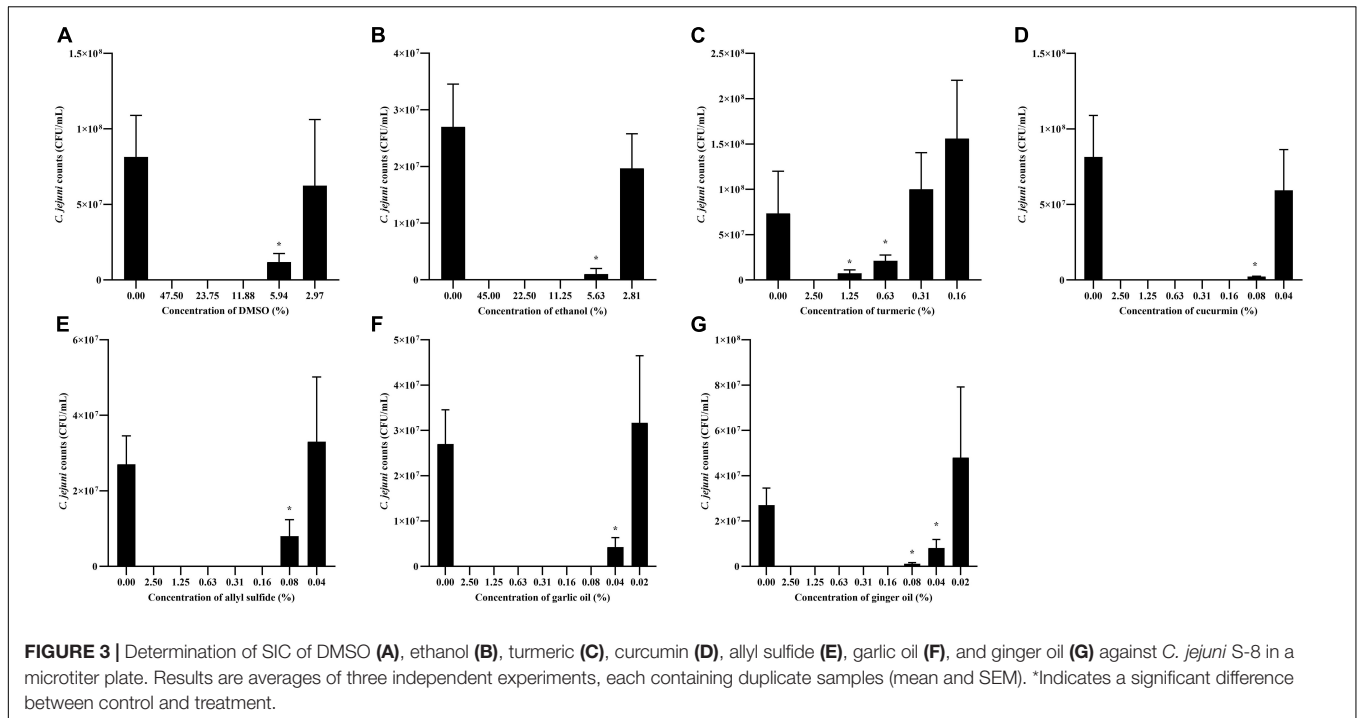 A
C. jejuni counts (CFU/mL)
1.5×10⁸
1×10⁸
5×10⁷
0
0.00 47.50 23.75 11.88 5.94 2.97
*
Concentration of DMSO (%)
B
C. jejuni counts (CFU/mL)
4×10⁷
3×10⁷
2×10⁷
1×10⁷
0
0.00 45.00 22.50 11.25 5.63 2.81
*
Concentration of ethanol (%)
C
C. jejuni counts (CFU/mL)
2.5×10⁸
2×10⁸
1.5×10⁸
1×10⁸
5×10⁷
0
0.00 2.50 1.25 0.63 0.31 0.16
* *
Concentration of turmeric (%)
D
C. jejuni counts (CFU/mL)
1.5×10⁸
1×10⁸
5×10⁷
0
0.00 2.50 1.25 0.63 0.31 0.16 0.08 0.04
*
Concentration of cucurmin (%)
E
C. jejuni counts (CFU/mL)
6×10⁷
4×10⁷
2×10⁷
0
0.00 2.50 1.25 0.63 0.31 0.16 0.08 0.04
*
Concentration of allyl sulfide (%)
F
C. jejuni counts (CFU/mL)
5×10⁷
4×10⁷
3×10⁷
2×10⁷
1×10⁷
0
0.00 2.50 1.25 0.63 0.31 0.16 0.08 0.04 0.02
*
Concentration of garlic oil (%)
G
C. jejuni counts (CFU/mL)
1×10⁸
8×10⁷
6×10⁷
4×10⁷
2×10⁷
0
0.00 2.50 1.25 0.63 0.31 0.16 0.08 0.04 0.02
* *
Concentration of ginger oil (%)
FIGURE 3 | Determination of SIC of DMSO (A), ethanol (B), turmeric (C), curcumin (D), allyl sulfide (E), garlic oil (F), and ginger oil (G) against C. jejuni S-8 in a
microtiter plate. Results are averages of three independent experiments, each containing duplicate samples (mean and SEM). *Indicates a significant difference
between control and treatment.